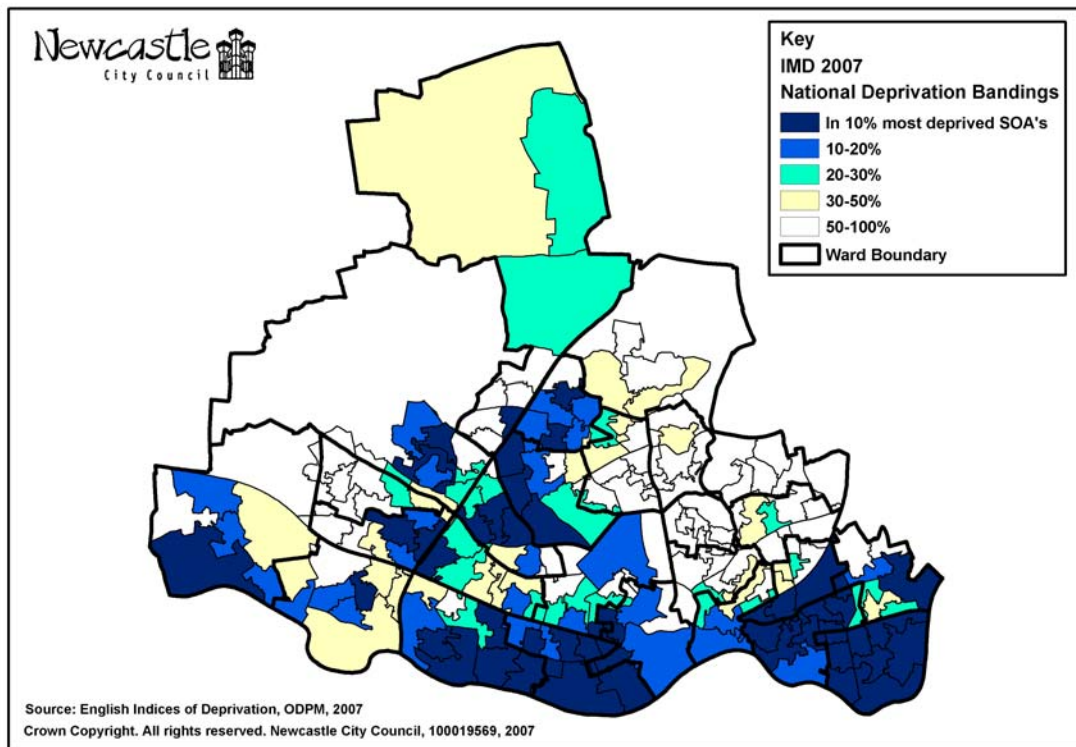 Newcastle
City Council
Key
IMD 2007
National Deprivation Bandings
In 10% most deprived SOA's
10-20%
20-30%
30-50%
50-100%
Ward Boundary
Source: English Indices of Deprivation, ODPM, 2007
Crown Copyright. All rights reserved. Newcastle City Council, 100019569, 2007